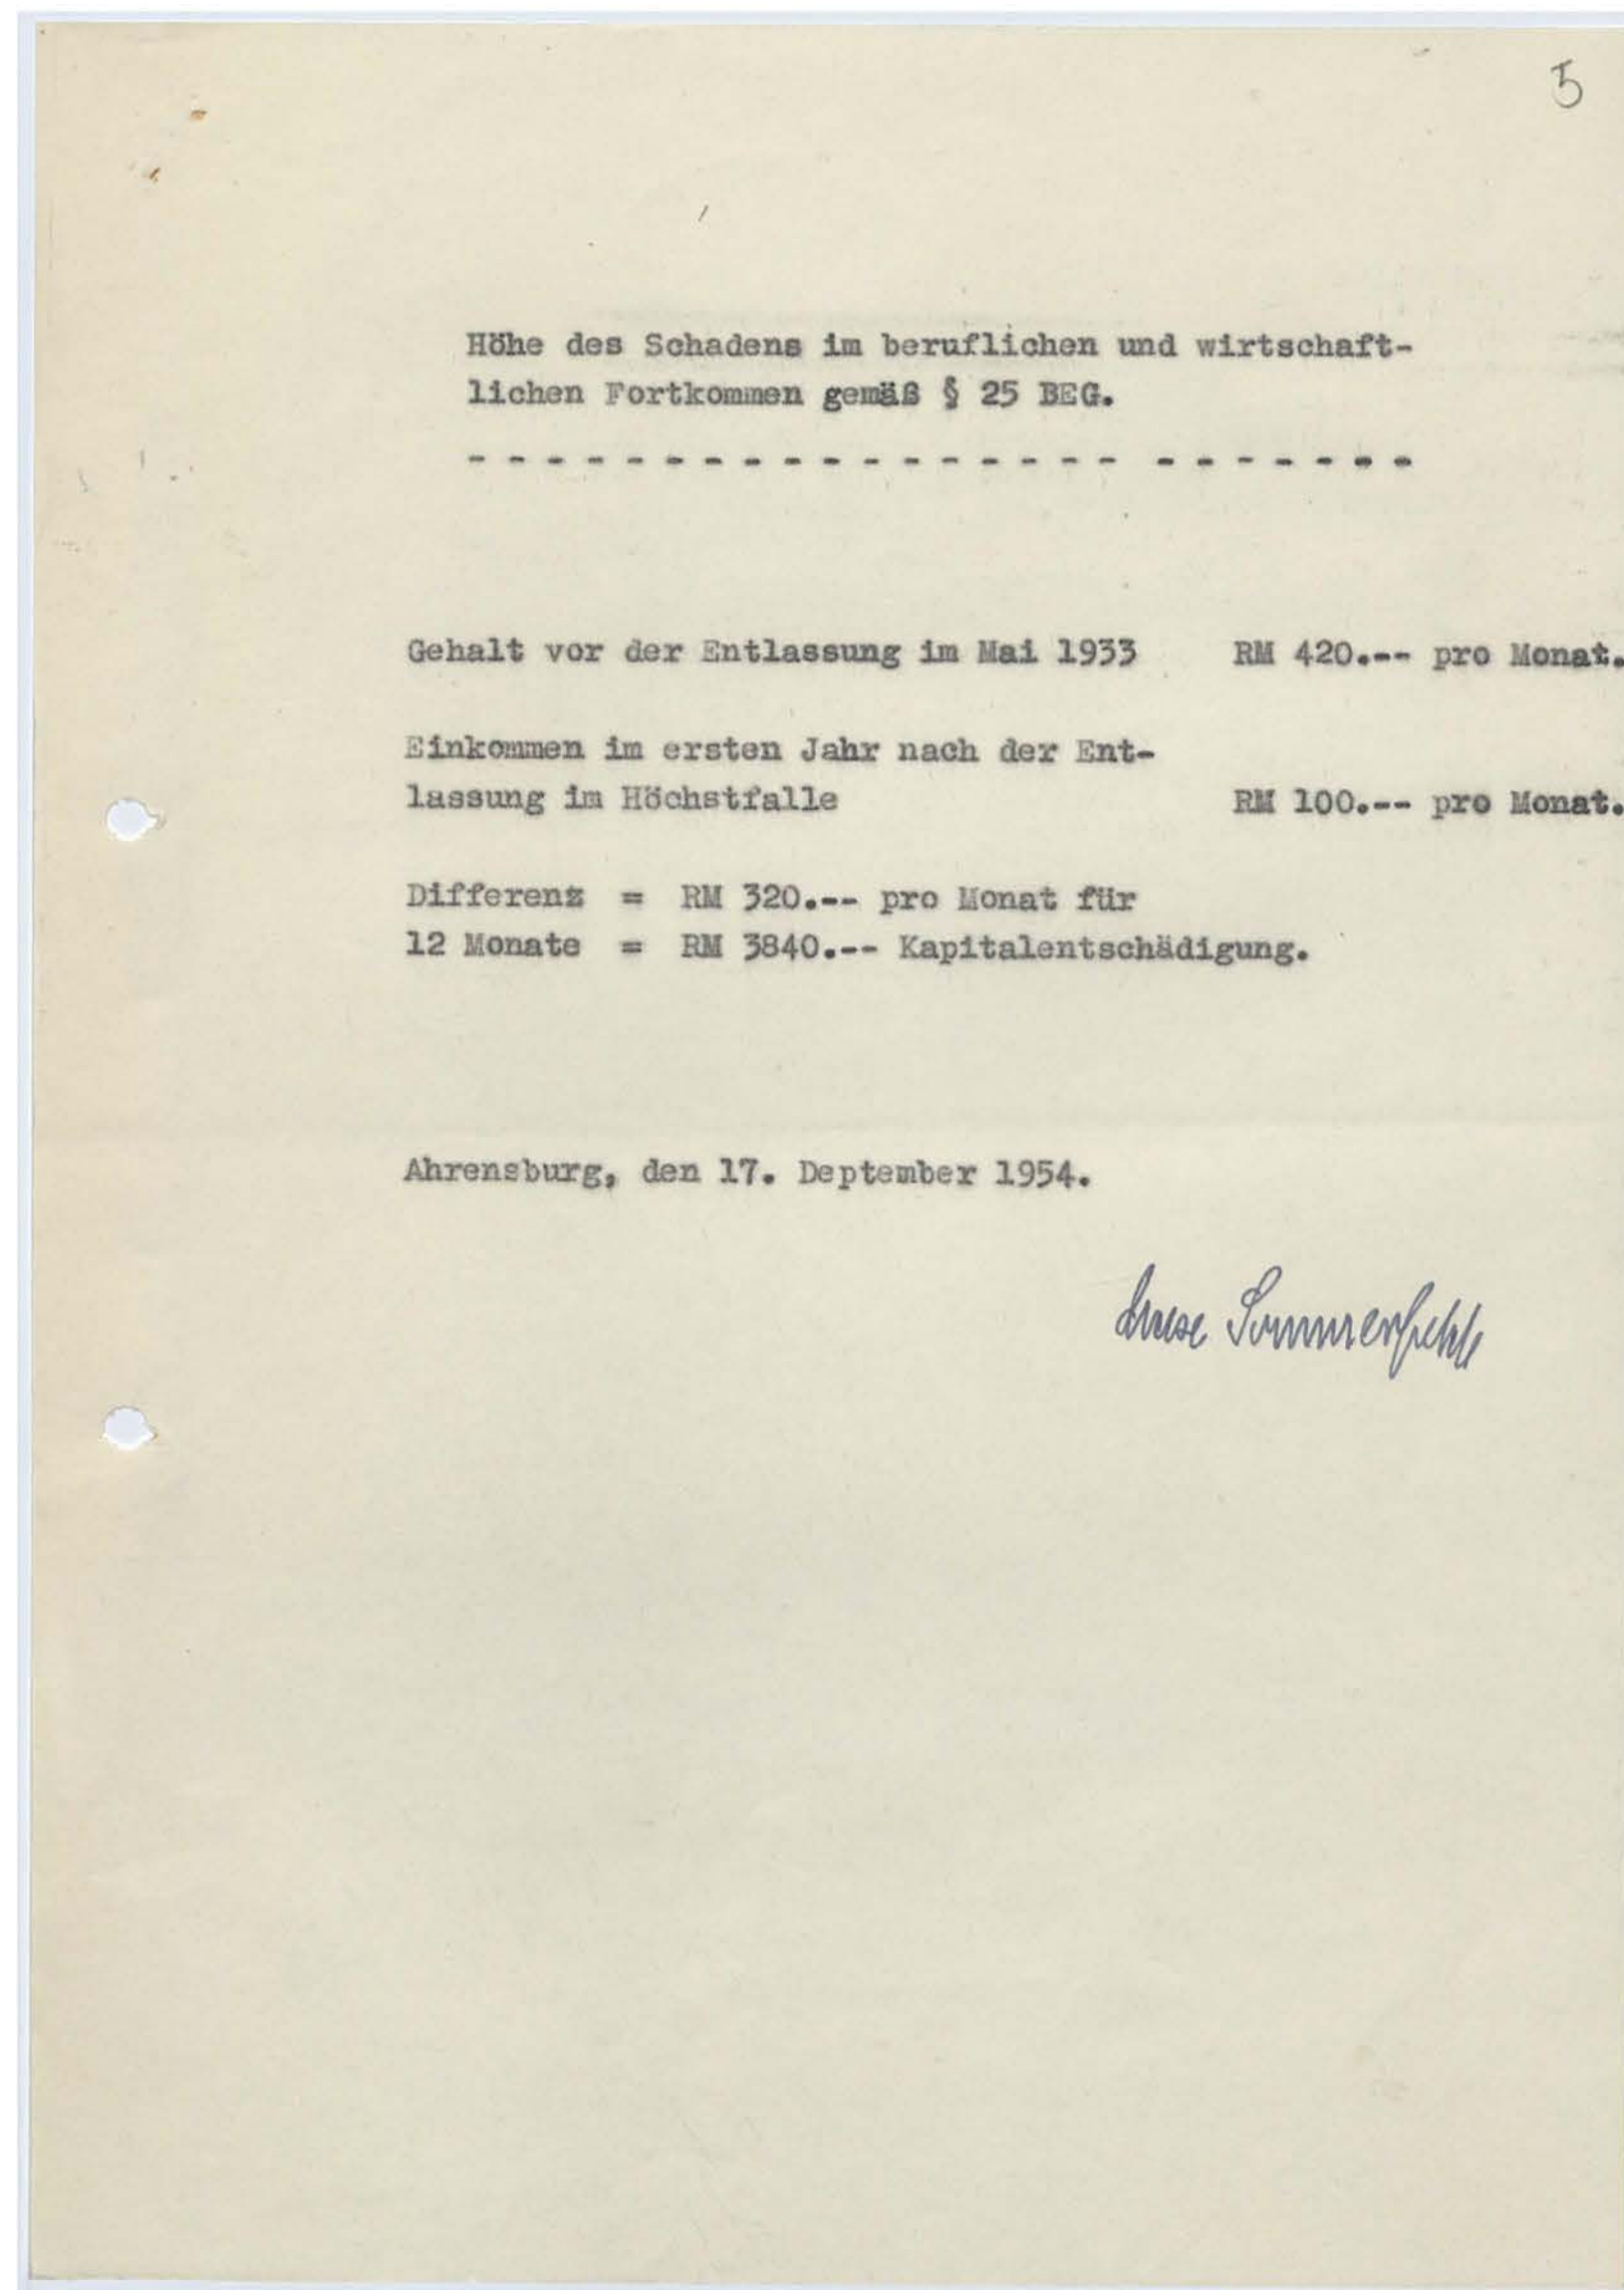 5
Höhe des Schadens im beruflichen und wirtschaft-
lichen Fortkommen gemäß § 25 BEG.
- - - - - - - - - - - - - - - - - - - - - - - -
Gehalt vor der Entlassung im Mai 1933 RM 420.-- pro Monat.
Einkommen im ersten Jahr nach der Ent-
lassung im Höchstfalle RM 100.-- pro Monat.
Differenz = RM 320.-- pro Monat für
12 Monate = RM 3840.-- Kapitalentschädigung.
Ahrensburg, den 17. Deptember 1954.
Luise Sommerfeldt